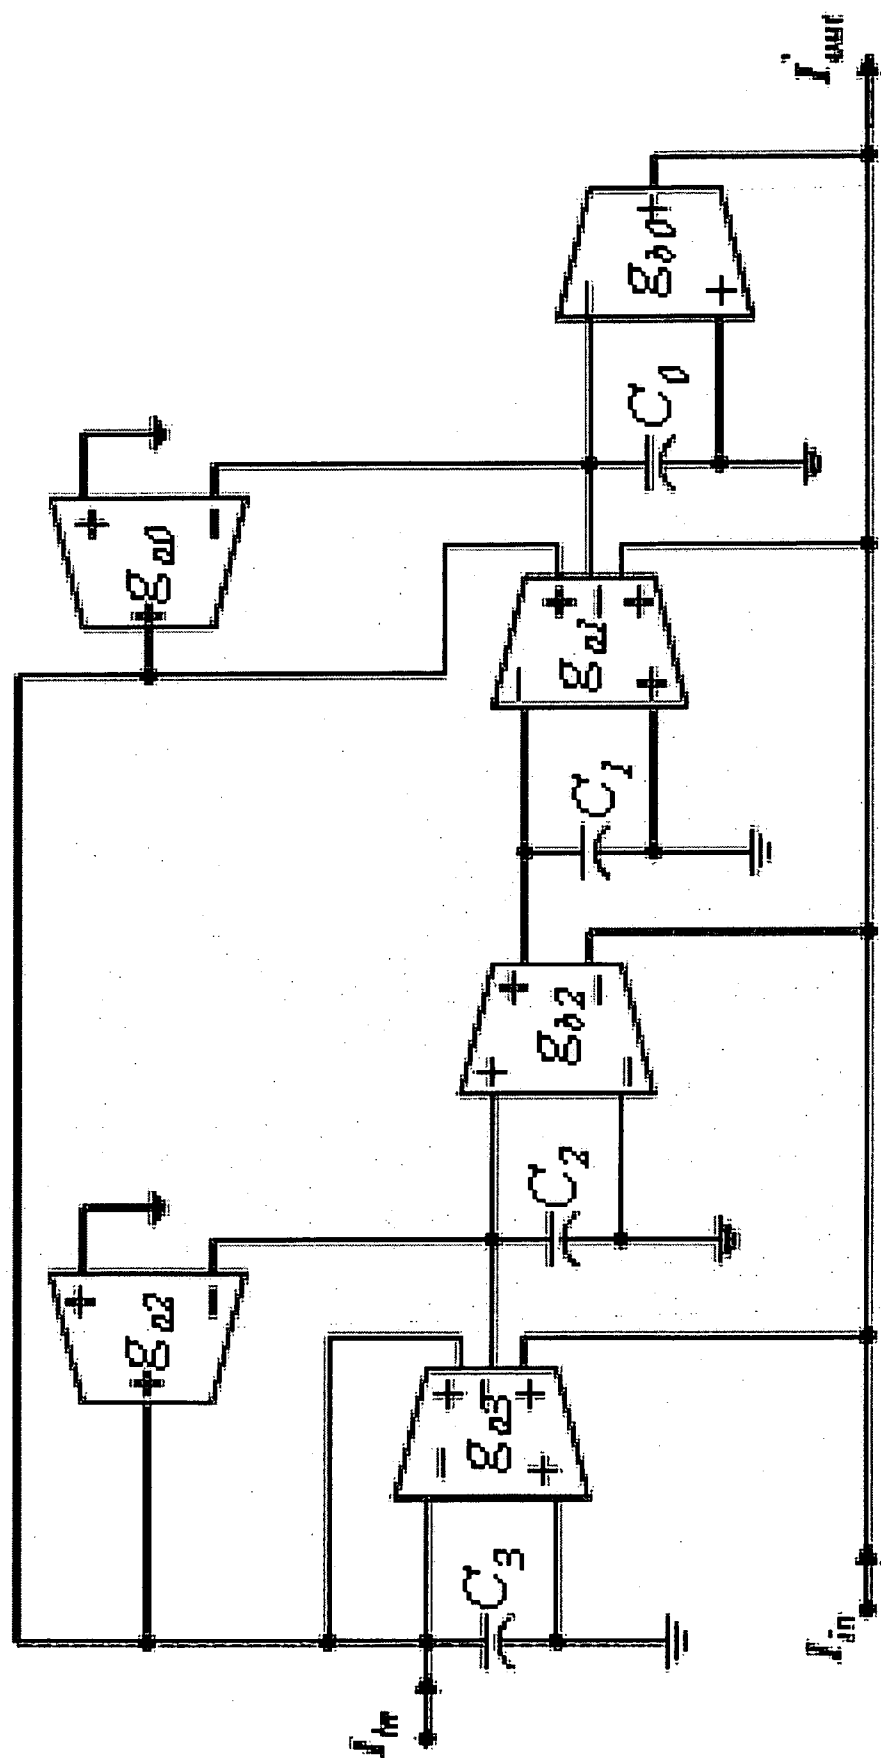 I_in
I_in
C_3
g_a3
g_a2
C_2
g_b2
C_1
g_a1
g_a0
C_0
g_b0
I_out
+
−
+
+
−
+
+
−
+
+
−
+
−
−
+
+
−
+
+
−
+
−
+
+